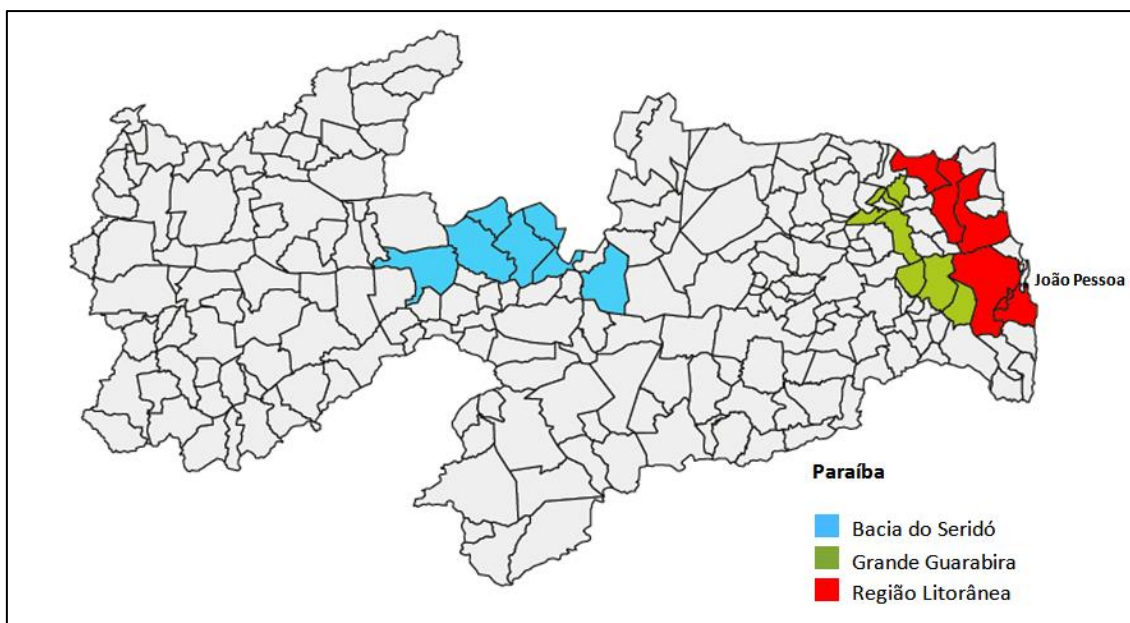 João Pessoa
Paraíba
Bacia do Seridó
Grande Guarabira
Região Litorânea